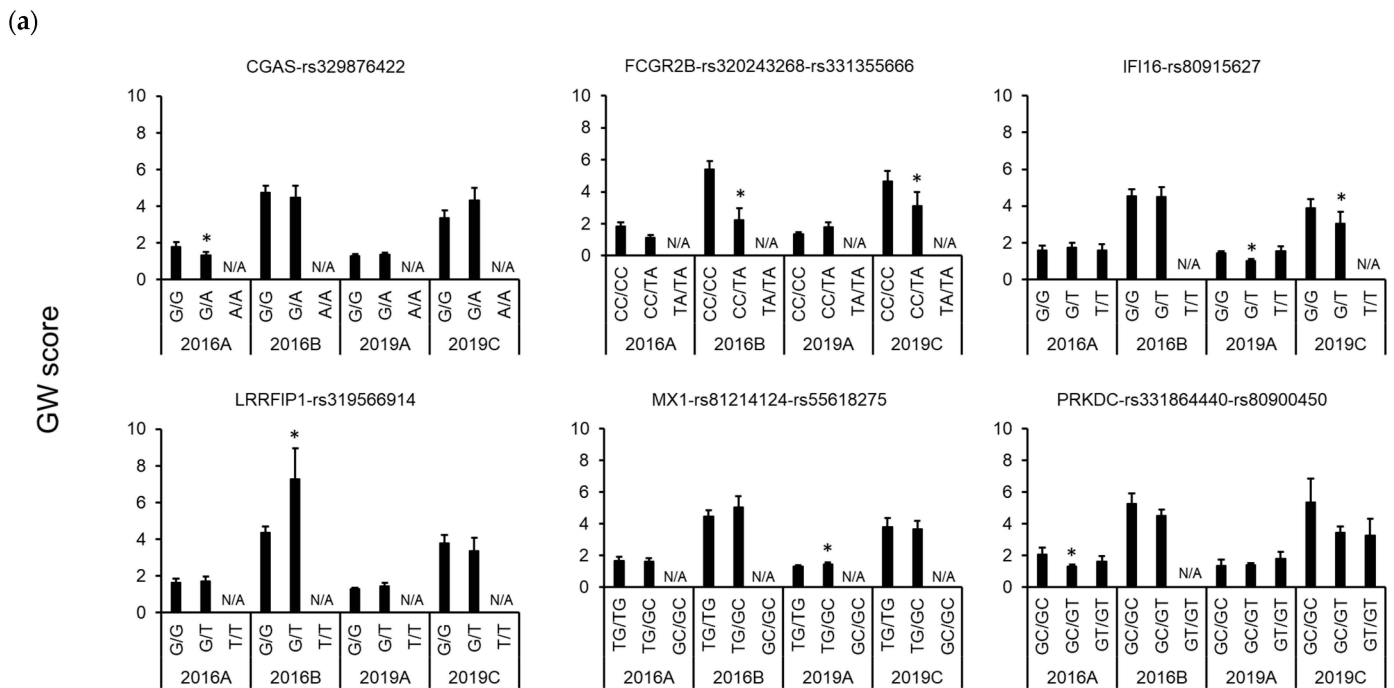 (a)
GW score
CGAS-rs329876422
10
8
6
4
2
0
*
N/A N/A N/A N/A
G/G G/A A/A G/G G/A A/A G/G G/A A/A G/G G/A A/A
2016A 2016B 2019A 2019C
FCGR2B-rs320243268-rs331355666
10
8
6
4
2
0
* *
N/A N/A N/A N/A
CC/CC CC/TA TA/TA CC/CC CC/TA TA/TA CC/CC CC/TA TA/TA CC/CC CC/TA TA/TA
2016A 2016B 2019A 2019C
IFI16-rs80915627
10
8
6
4
2
0
* *
N/A N/A
G/G G/T T/T G/G G/T T/T G/G G/T T/T G/G G/T T/T
2016A 2016B 2019A 2019C
LRRFIP1-rs319566914
10
8
6
4
2
0
*
N/A N/A N/A N/A
G/G G/T T/T G/G G/T T/T G/G G/T T/T G/G G/T T/T
2016A 2016B 2019A 2019C
MX1-rs81214124-rs55618275
10
8
6
4
2
0
*
N/A N/A N/A N/A
TG/TG TG/GC GC/GC TG/TG TG/GC GC/GC TG/TG TG/GC GC/GC TG/TG TG/GC GC/GC
2016A 2016B 2019A 2019C
PRKDC-rs331864440-rs80900450
10
8
6
4
2
0
*
N/A
GC/GC GC/GT GT/GT GC/GC GC/GT GT/GT GC/GC GC/GT GT/GT GC/GC GC/GT GT/GT
2016A 2016B 2019A 2019C